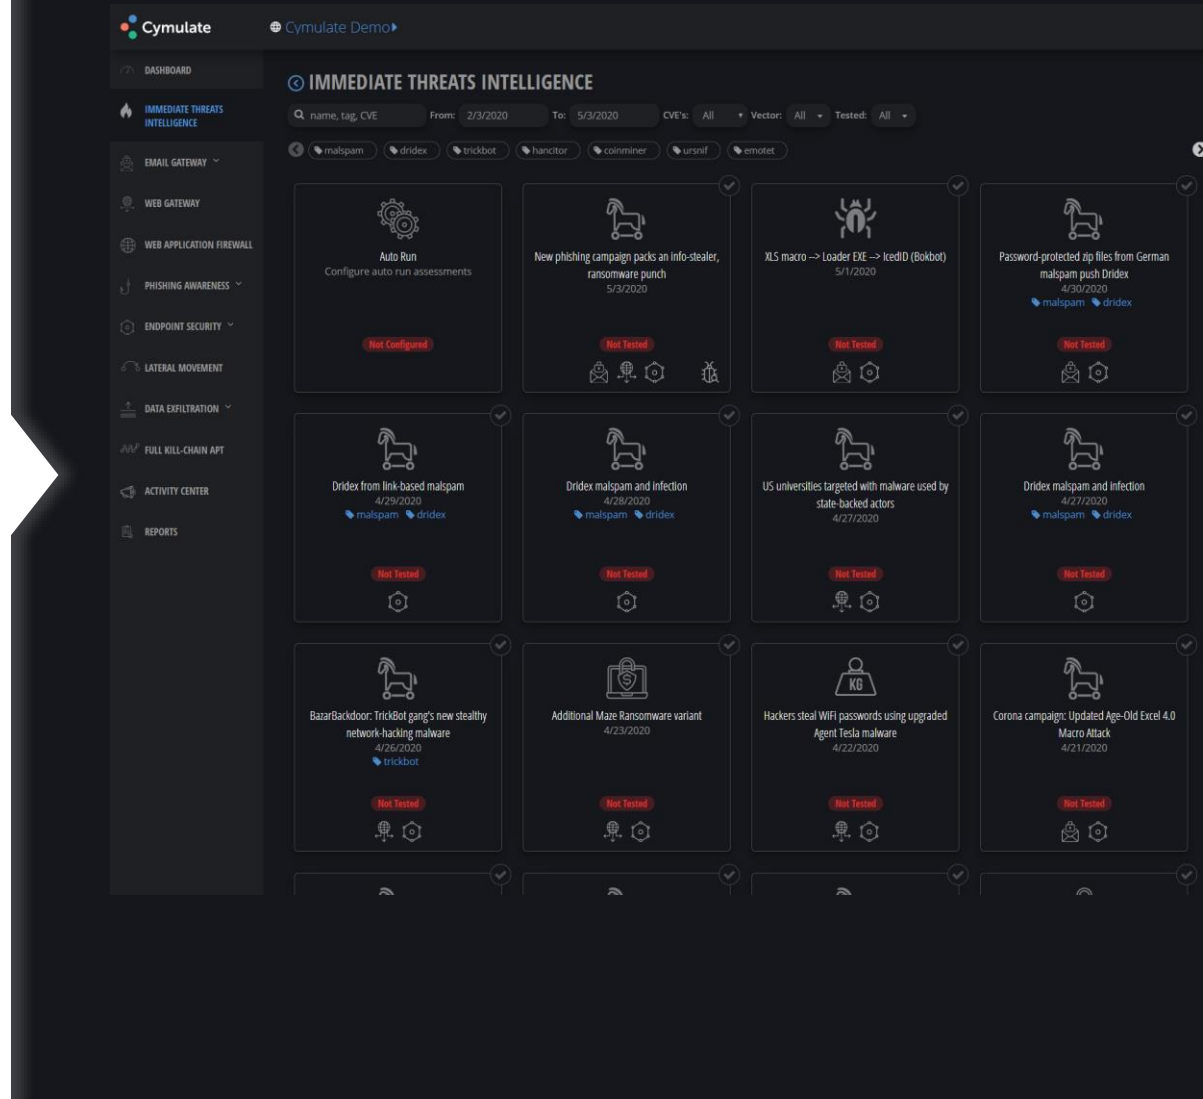 Cymulate
Cymulate Demo
DASHBOARD
IMMEDIATE THREATS
INTELLIGENCE
EMAIL GATEWAY
WEB GATEWAY
WEB APPLICATION FIREWALL
PHISHING AWARENESS
ENDPOINT SECURITY
LATERAL MOVEMENT
DATA EXFILTRATION
FULL KILL-CHAIN APT
ACTIVITY CENTER
REPORTS
IMMEDIATE THREATS INTELLIGENCE
name, tag, CVE From: 2/3/2020 To: 5/3/2020 CVE's: All Vector: All Tested: All
malspam dridex trickbot hancitor coinminer ursnif emotet
Auto Run
Configure auto run assessments
Not Configured
New phishing campaign packs an info-stealer,
ransomware punch
5/3/2020
Not Tested
XLS macro —> Loader EXE —> IcedID (Bokbot)
5/1/2020
Not Tested
Password-protected zip files from German
malspam push Dridex
4/30/2020
malspam dridex
Not Tested
Dridex from link-based malspam
4/29/2020
malspam dridex
Not Tested
Dridex malspam and infection
4/28/2020
malspam dridex
Not Tested
US universities targeted with malware used by
state-backed actors
4/27/2020
Not Tested
Dridex malspam and infection
4/27/2020
malspam dridex
Not Tested
BazarBackdoor: TrickBot gang's new stealthy
network-hacking malware
4/26/2020
trickbot
Not Tested
Additional Maze Ransomware variant
4/23/2020
Not Tested
KG
Hackers steal WiFi passwords using upgraded
Agent Tesla malware
4/22/2020
Not Tested
Corona campaign: Updated Age-Old Excel 4.0
Macro Attack
4/21/2020
Not Tested